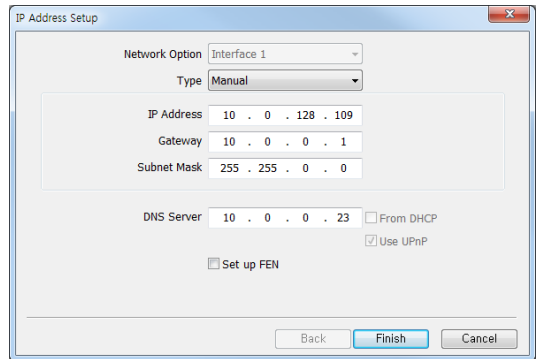 IP Address Setup
Network Option Interface 1
Type Manual
IP Address 10 . 0 . 128 . 109
Gateway 10 . 0 . 0 . 1
Subnet Mask 255 . 255 . 0 . 0
DNS Server 10 . 0 . 0 . 23 From DHCP
Use UPnP
Set up FEN
Back Finish Cancel